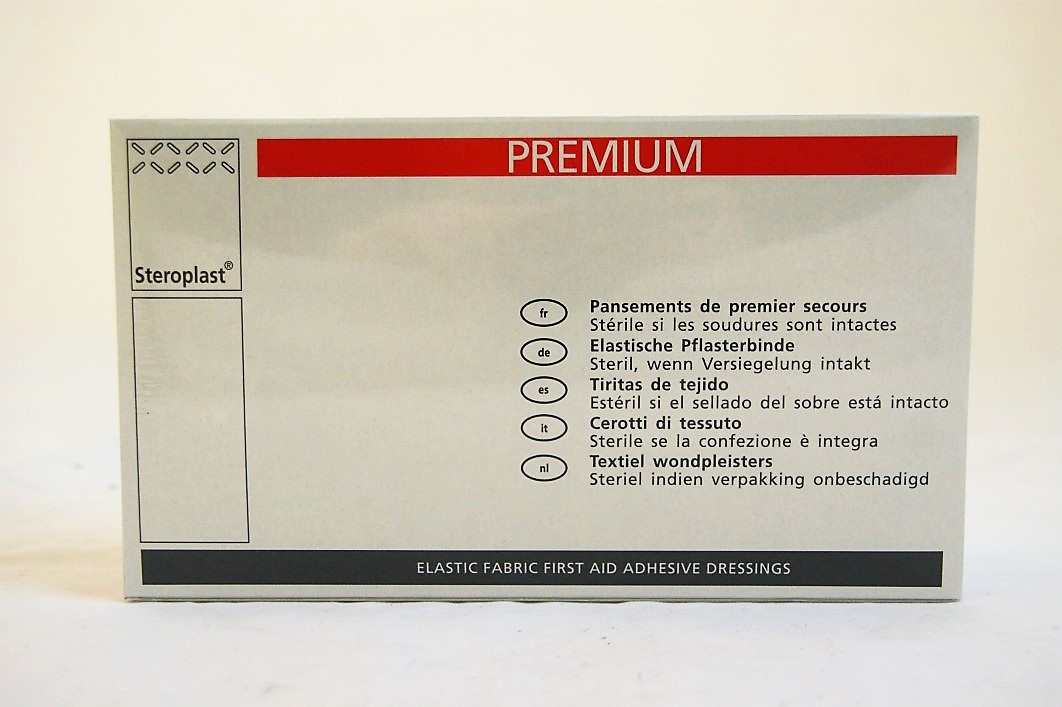 PREMIUM
Steroplast®
fr
Pansements de premier secours
Stérile si les soudures sont intactes
de
Elastische Pflasterbinde
Steril, wenn Versiegelung intakt
es
Tiritas de tejido
Estéril si el sellado del sobre está intacto
it
Cerotti di tessuto
Sterile se la confezione è integra
nl
Textiel wondpleisters
Steriel indien verpakking onbeschadigd
ELASTIC FABRIC FIRST AID ADHESIVE DRESSINGS